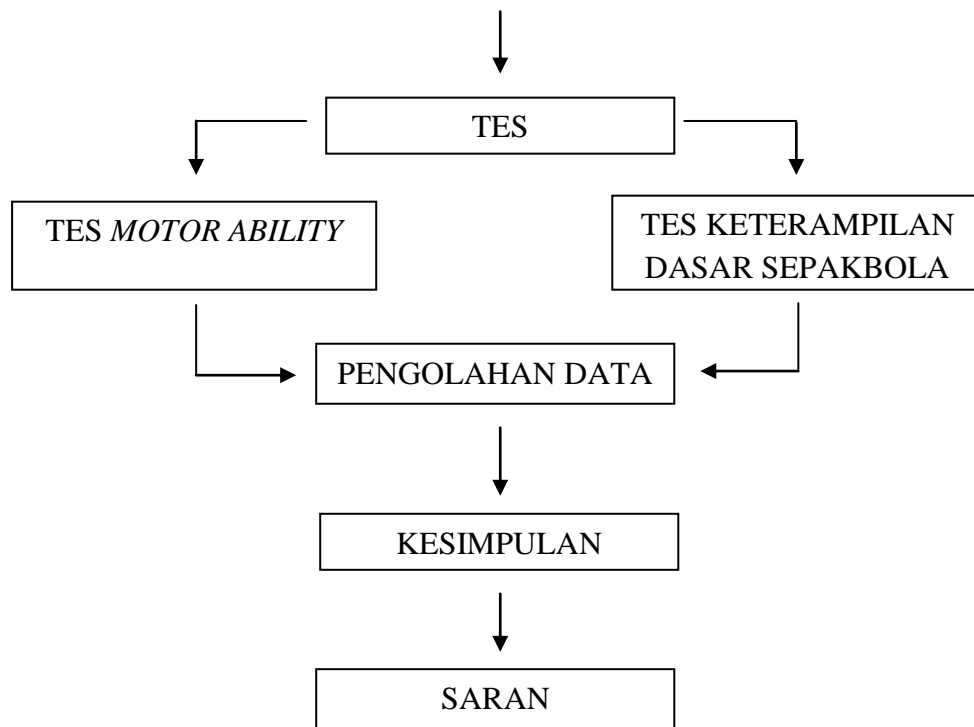 TES
TES MOTOR ABILITY
TES KETERAMPILAN
DASAR SEPAKBOLA
PENGOLAHAN DATA
KESIMPULAN
SARAN